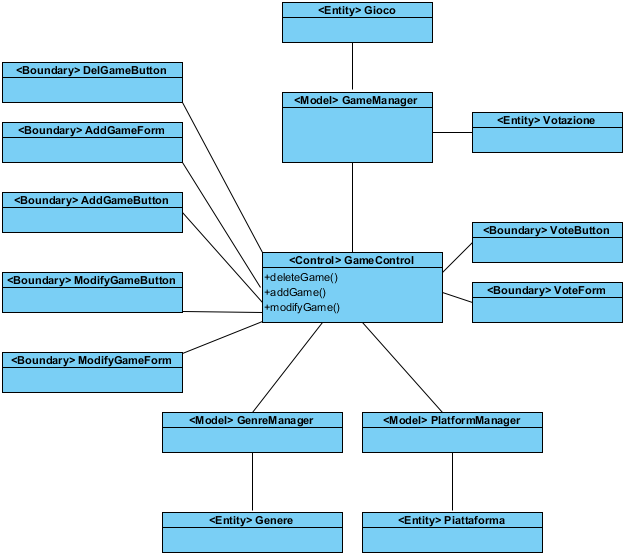 <Entity> Gioco
<Boundary> DelGameButton
<Model> GameManager
<Entity> Votazione
<Boundary> AddGameForm
<Boundary> AddGameButton
<Boundary> VoteButton
<Control> GameControl
+deleteGame()
+addGame()
+modifyGame()
<Boundary> ModifyGameButton
<Boundary> VoteForm
<Boundary> ModifyGameForm
<Model> GenreManager
<Model> PlatformManager
<Entity> Genere
<Entity> Piattaforma